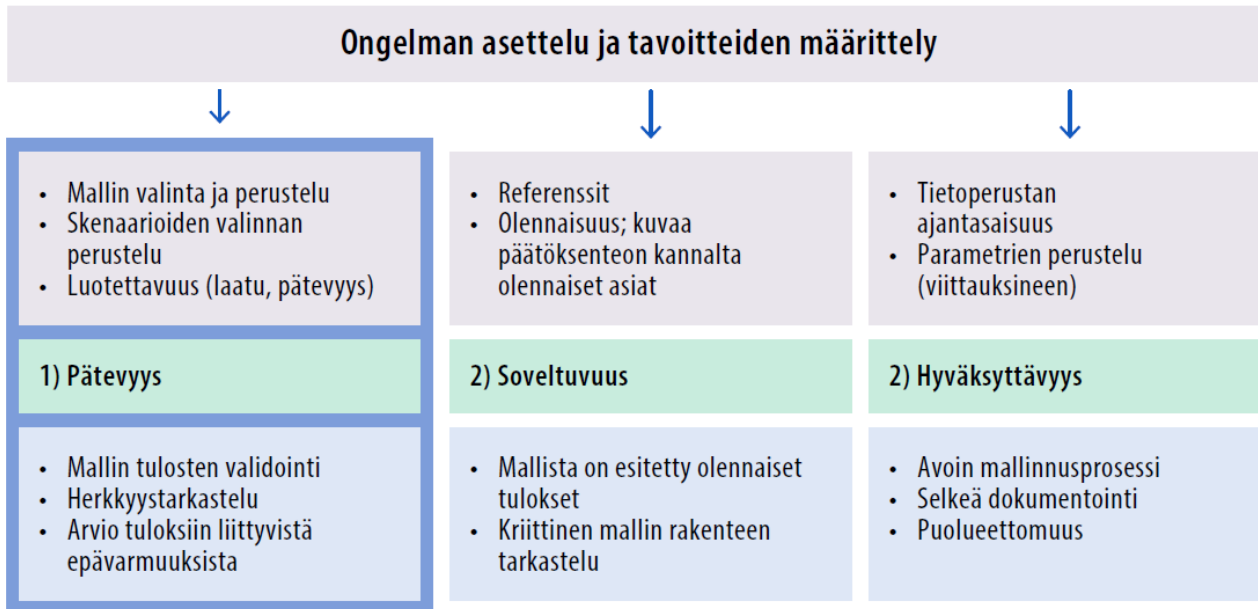 Ongelman asettelu ja tavoitteiden määrittely
• Mallin valinta ja perustelu
• Skenaarioiden valinnan
perustelu
• Luotettavuus (laatu, pätevyys)
1) Pätevyys
• Mallin tulosten validointi
• Herkkyystarkastelu
• Arvio tuloksiin liittyvistä
epävarmuuksista
• Referenssit
• Olennaisuus; kuvaa
päätöksenteon kannalta
olennaiset asiat
2) Soveltuvuus
• Mallista on esitetty olennaiset
tulokset
• Kriittinen mallin rakenteen
tarkastelu
• Tietoperustan
ajantasaisuus
• Parametrien perustelu
(viittauksineen)
2) Hyväksyttävyys
• Avoin mallinnusprosessi
• Selkeä dokumentointi
• Puolueettomuus